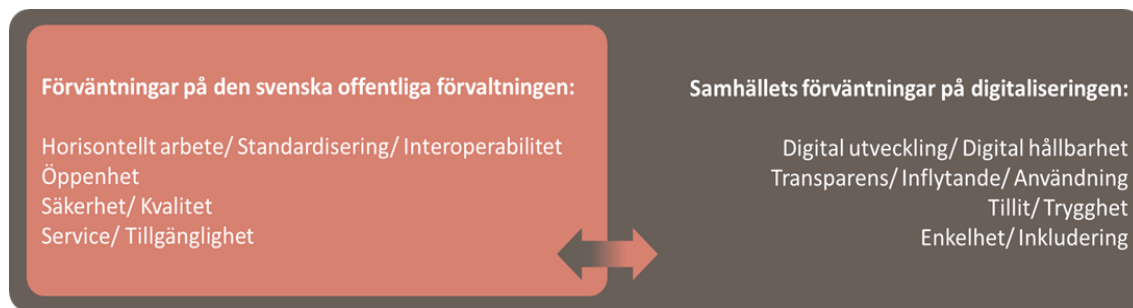 Förväntningar på den svenska offentliga förvaltningen:
Horisontellt arbete/ Standardisering/ Interoperabilitet
Öppenhet
Säkerhet/ Kvalitet
Service/ Tillgänglighet
Samhällets förväntningar på digitaliseringen:
Digital utveckling/ Digital hållbarhet
Transparens/ Inflytande/ Användning
Tillit/ Trygghet
Enkelhet/ Inkludering